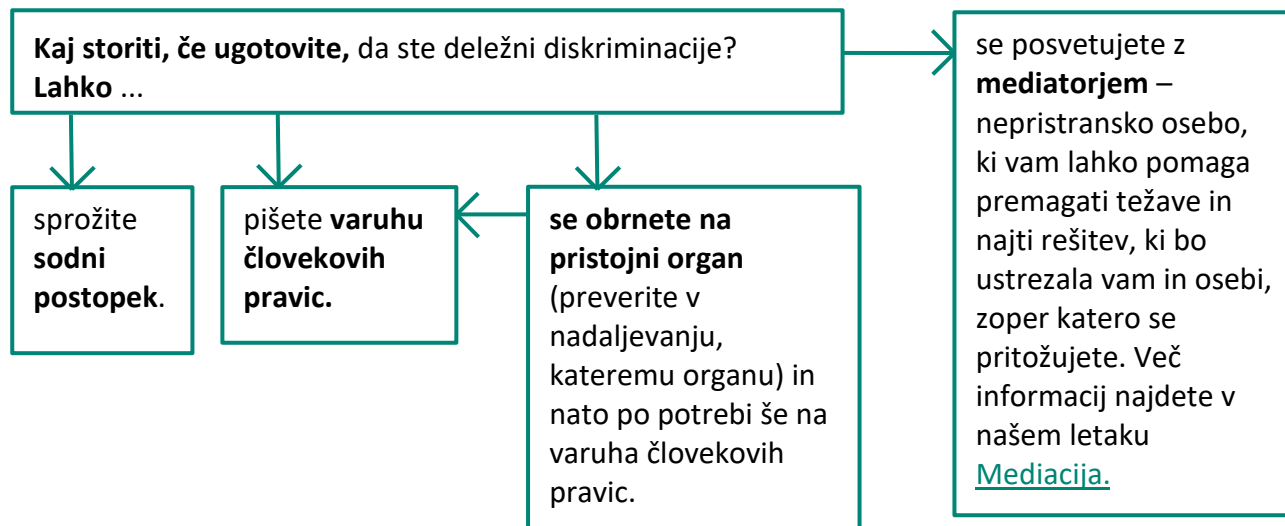 Kaj storiti, če ugotovite, da ste deležni diskriminacije?
Lahko ...
sprožite
sodni
postopek.
pišete varuhu
človekovih
pravic.
se obrnete na
pristojni organ
(preverite v
nadaljevanju,
kateremu organu) in
nato po potrebi še na
varuha človekovih
pravic.
se posvetujete z
mediatorjem –
nepristransko osebo,
ki vam lahko pomaga
premagati težave in
najti rešitev, ki bo
ustrezala vam in osebi,
zoper katero se
pritožujete. Več
informacij najdete v
našem letaku
Mediacija.